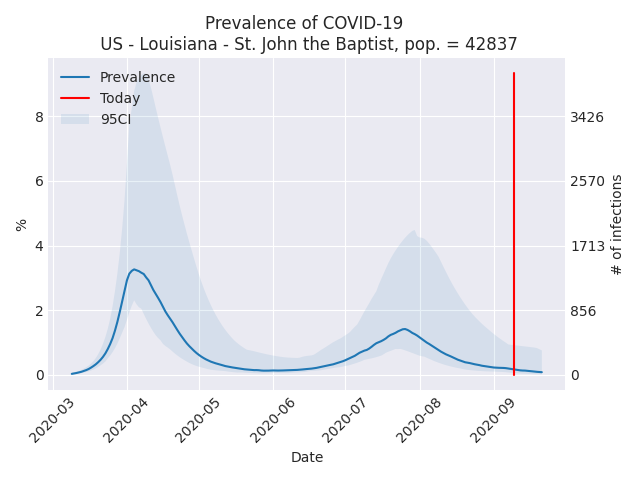 Prevalence of COVID-19
US - Louisiana - St. John the Baptist, pop. = 42837
Prevalence
Today
95CI
8
6
4
2
0
%
3426
2570
1713
856
0
# of infections
2020-03
2020-04
2020-05
2020-06
2020-07
2020-08
2020-09
Date